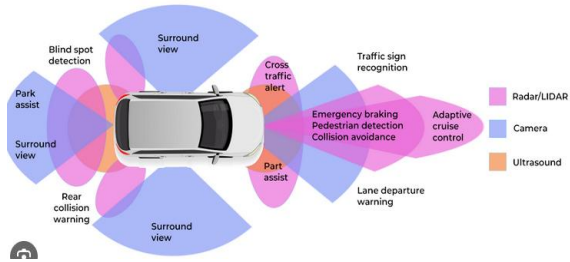 Surround
view
Blind spot
detection
Traffic sign
recognition
Cross
traffic
alert
Park
assist
Radar/LIDAR
Emergency braking
Pedestrian detection
Collision avoidance
Adaptive
cruise
control
Camera
Surround
view
Ultrasound
Part
assist
Rear
collision
warning
Lane departure
warning
Surround
view